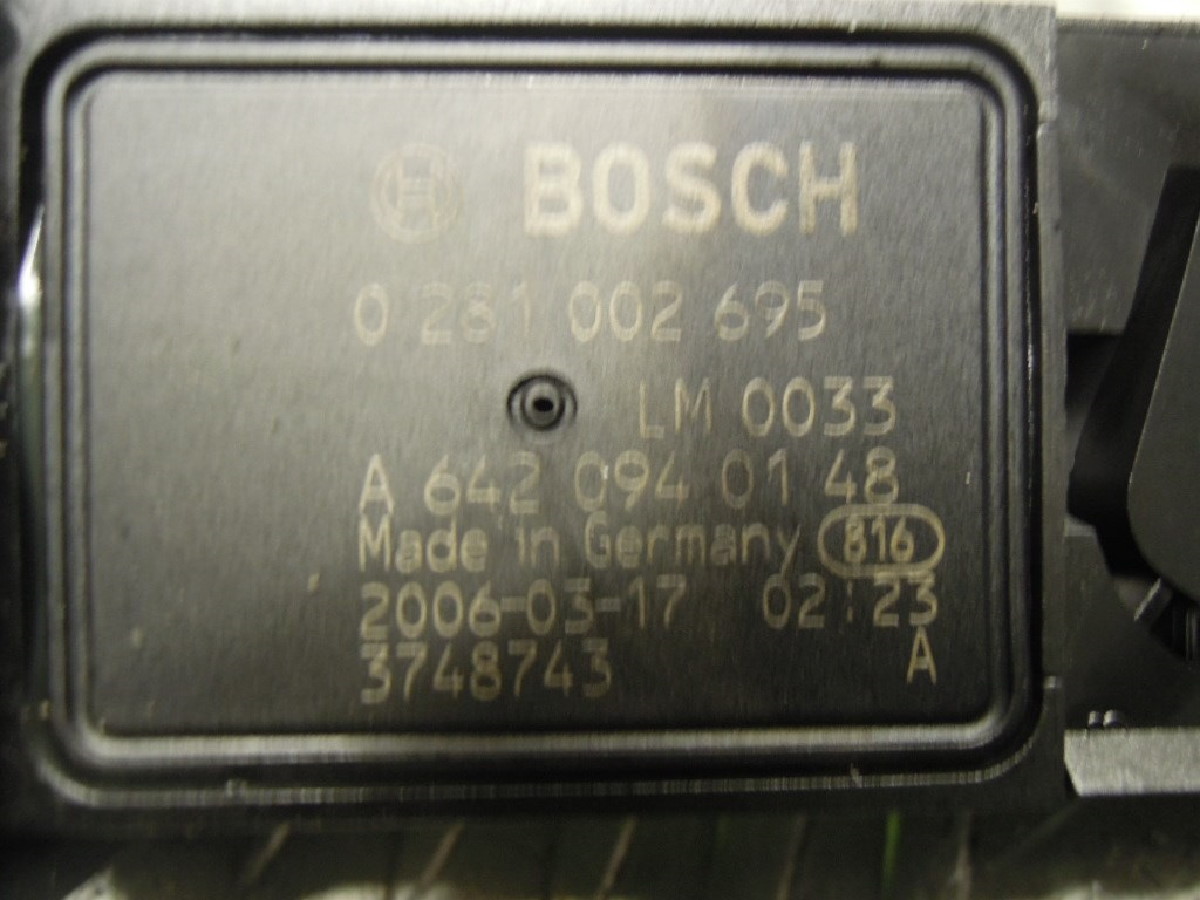 BOSCH
0 281 002 695
LM 0033
A 642 094 01 48
Made in Germany 816
2006-03-17 02:23
3748743 A